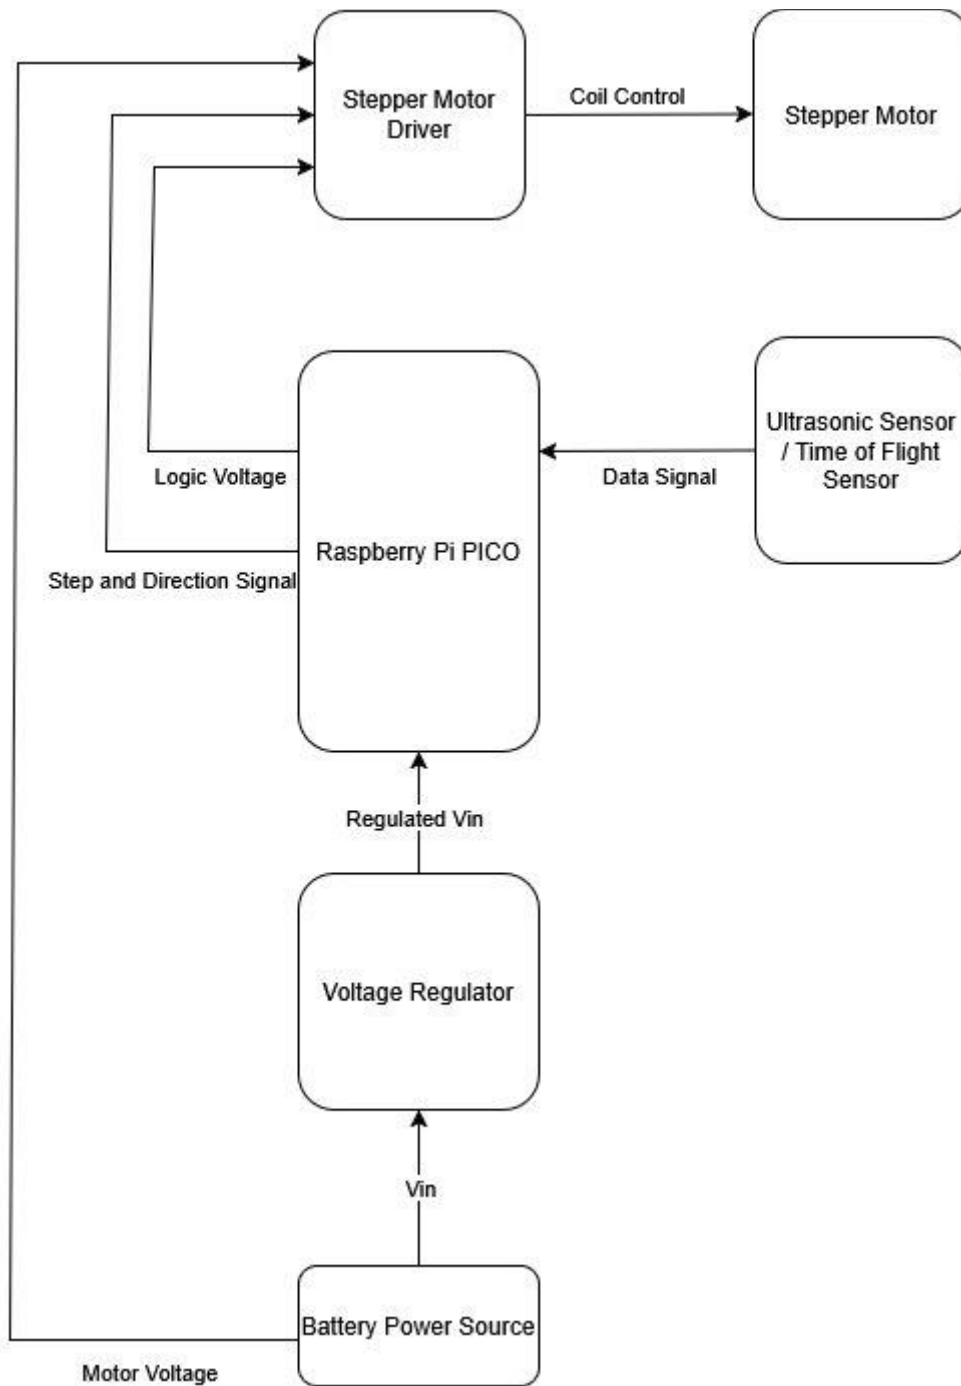 Stepper Motor
Driver
Coil Control
Stepper Motor
Ultrasonic Sensor
/ Time of Flight
Sensor
Logic Voltage
Data Signal
Raspberry Pi PICO
Step and Direction Signal
Regulated Vin
Voltage Regulator
Vin
Battery Power Source
Motor Voltage